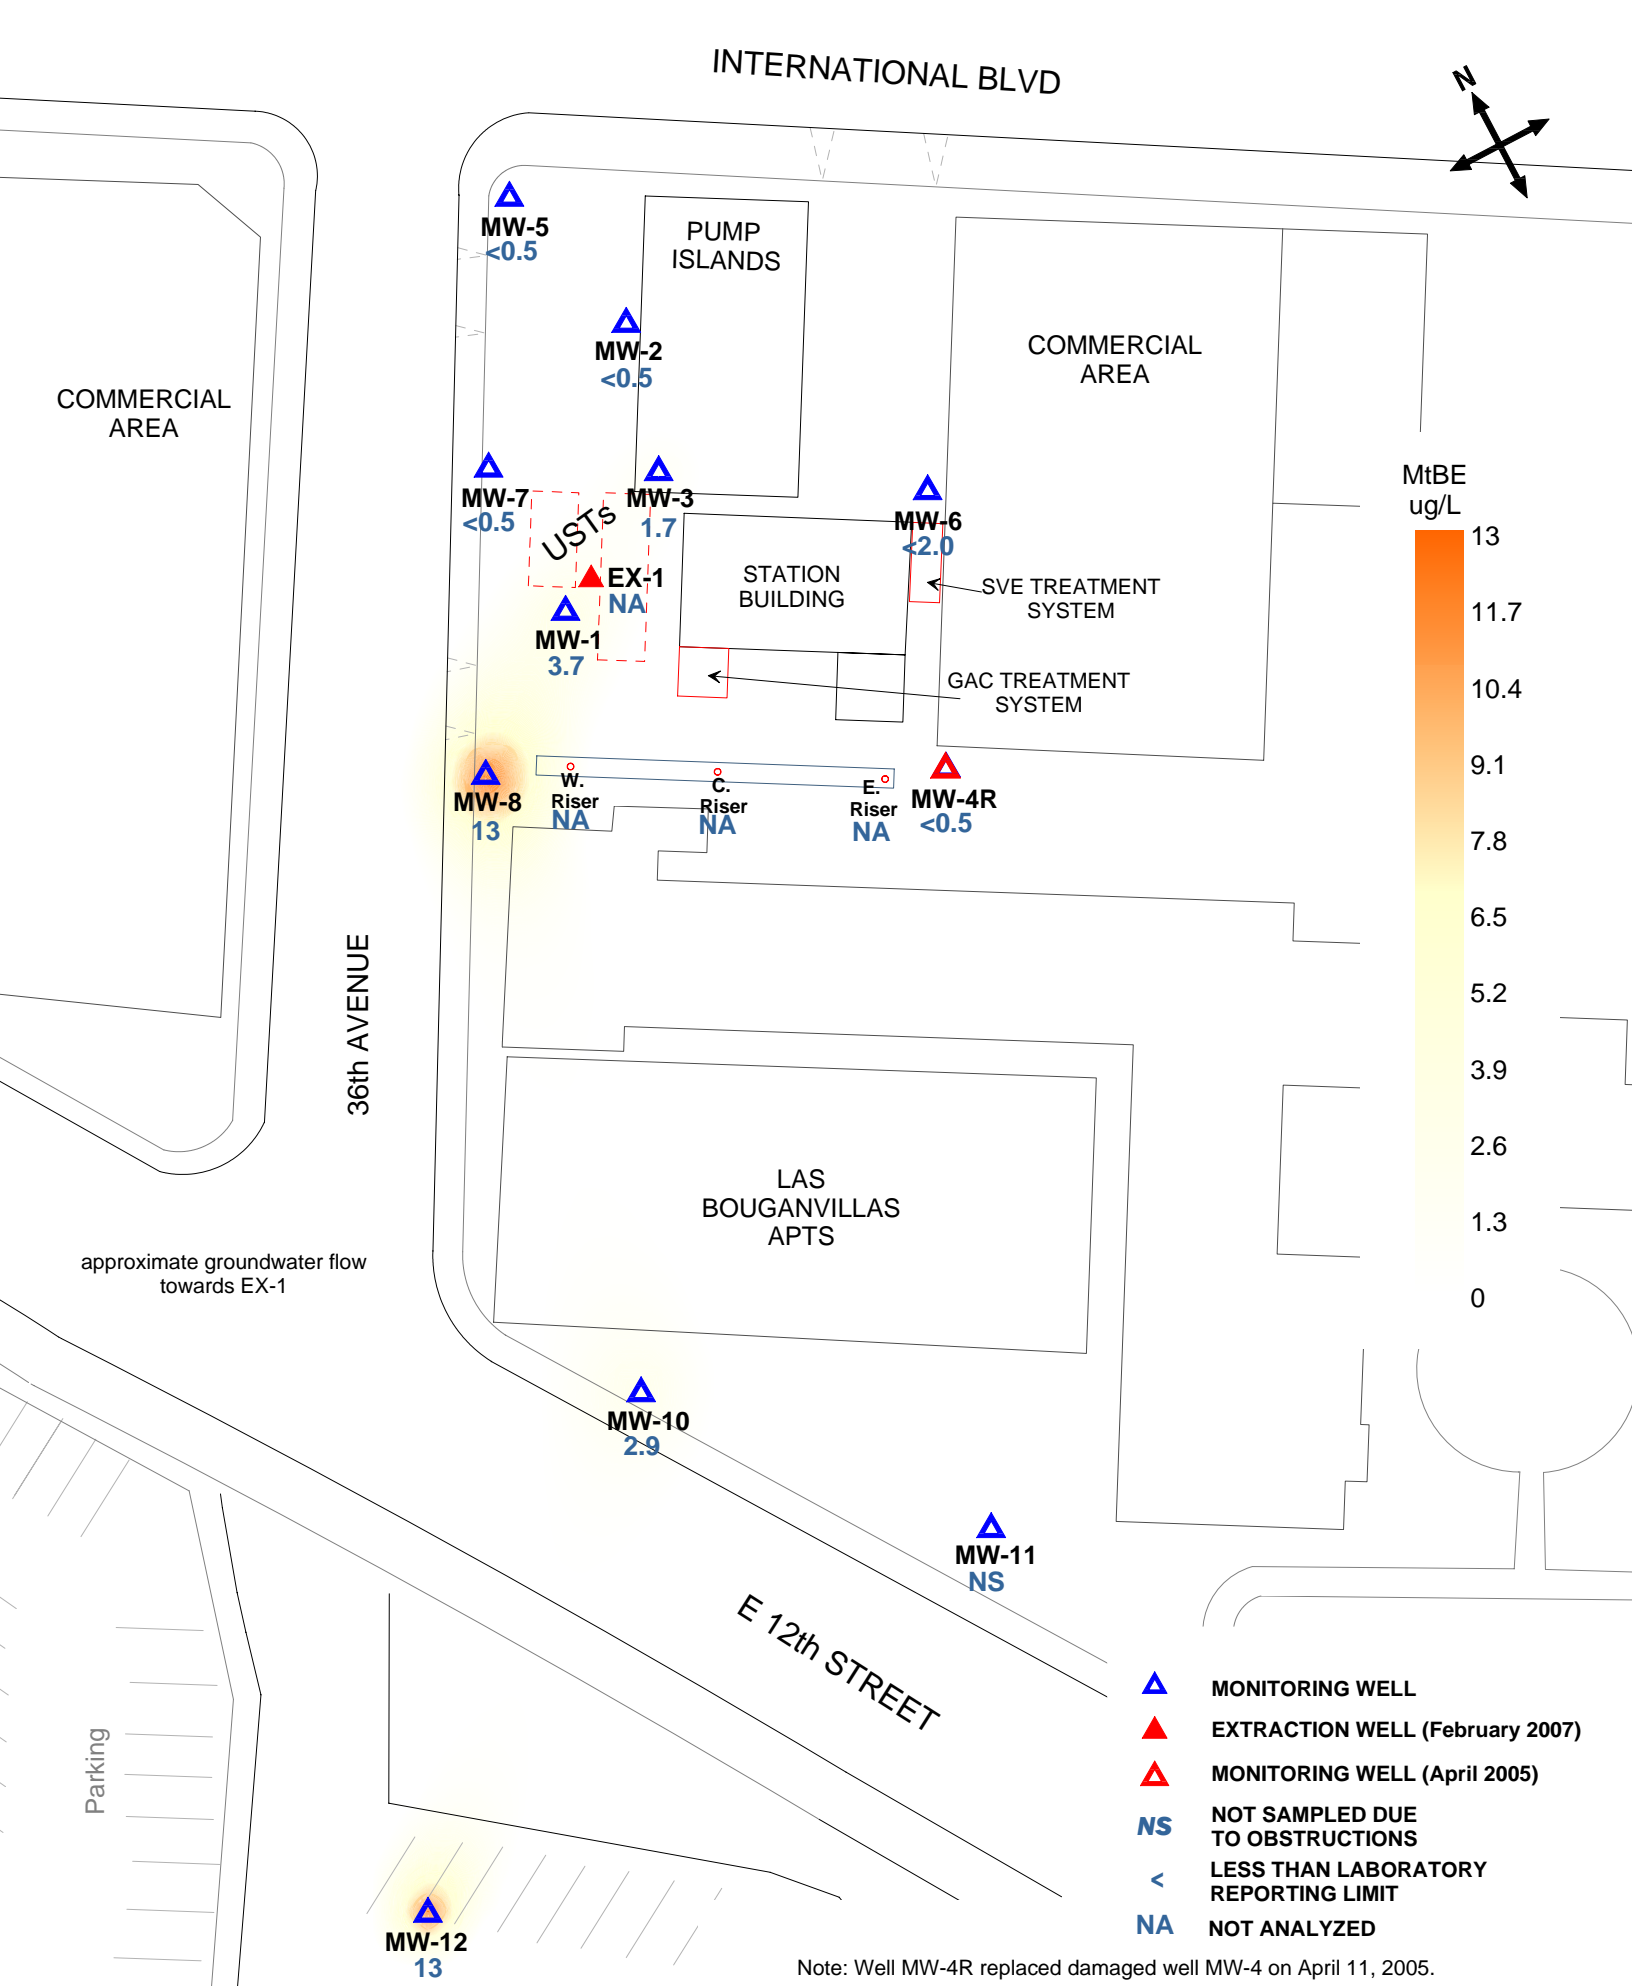 INTERNATIONAL BLVD
N
MW-5
<0.5
PUMP
ISLANDS
MW-2
<0.5
COMMERCIAL
AREA
COMMERCIAL
AREA
MW-7
<0.5
USTs
MW-3
1.7
MW-6
<2.0
EX-1
NA
STATION
BUILDING
SVE TREATMENT
SYSTEM
MW-1
3.7
GAC TREATMENT
SYSTEM
MW-8
13
W.
Riser
NA
C.
Riser
NA
E.
Riser
NA
MW-4R
<0.5
MtBE
ug/L
13
11.7
10.4
9.1
7.8
6.5
5.2
3.9
2.6
1.3
0
36th AVENUE
LAS
BOUGANVILLAS
APTS
approximate groundwater flow
towards EX-1
MW-10
2.9
MW-11
NS
E 12th STREET
Parking
MW-12
13
MONITORING WELL
EXTRACTION WELL (February 2007)
MONITORING WELL (April 2005)
NS NOT SAMPLED DUE
TO OBSTRUCTIONS
< LESS THAN LABORATORY
REPORTING LIMIT
NA NOT ANALYZED
Note: Well MW-4R replaced damaged well MW-4 on April 11, 2005.